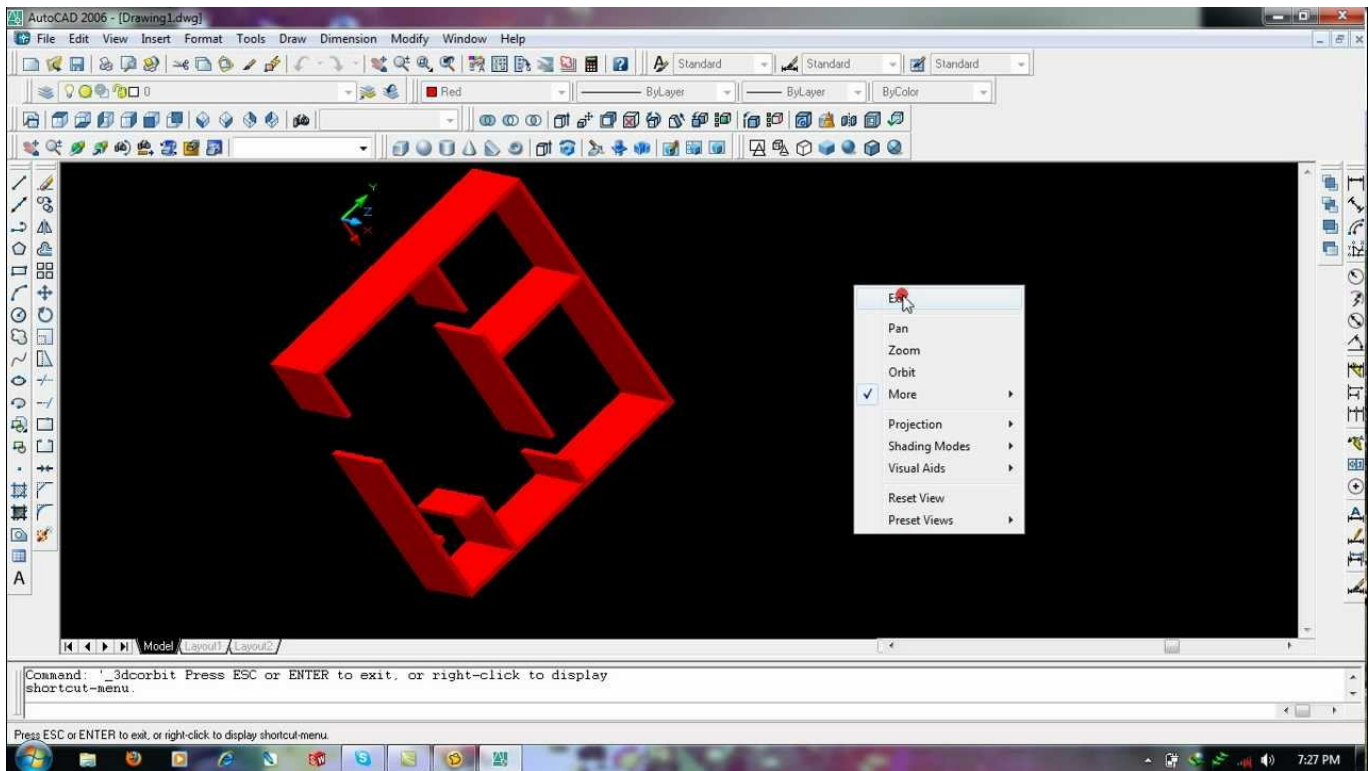 AutoCAD 2006 - [Drawing1.dwg]
File Edit View Insert Format Tools Draw Dimension Modify Window Help
Standard Standard Standard
0 Red ByLayer ByLayer ByColor
Y
Z
X
Pan
Zoom
Orbit
More
Projection
Shading Modes
Visual Aids
Reset View
Preset Views
A
Model Layout1 Layout2
Command: '_3dcorbit Press ESC or ENTER to exit, or right-click to display
shortcut-menu.
Press ESC or ENTER to exit, or right-click to display shortcut-menu.
7:27 PM